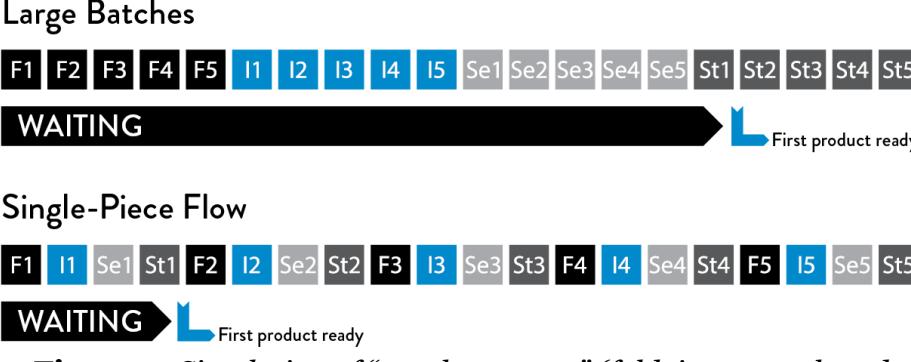 Large Batches
F1 F2 F3 F4 F5 I1 I2 I3 I4 I5 Se1 Se2 Se3 Se4 Se5 St1 St2 St3 St4 St5
WAITING
First product ready
Single-Piece Flow
F1 I1 Se1 St1 F2 I2 Se2 St2 F3 I3 Se3 St3 F4 I4 Se4 St4 F5 I5 Se5 St5
WAITING
First product ready